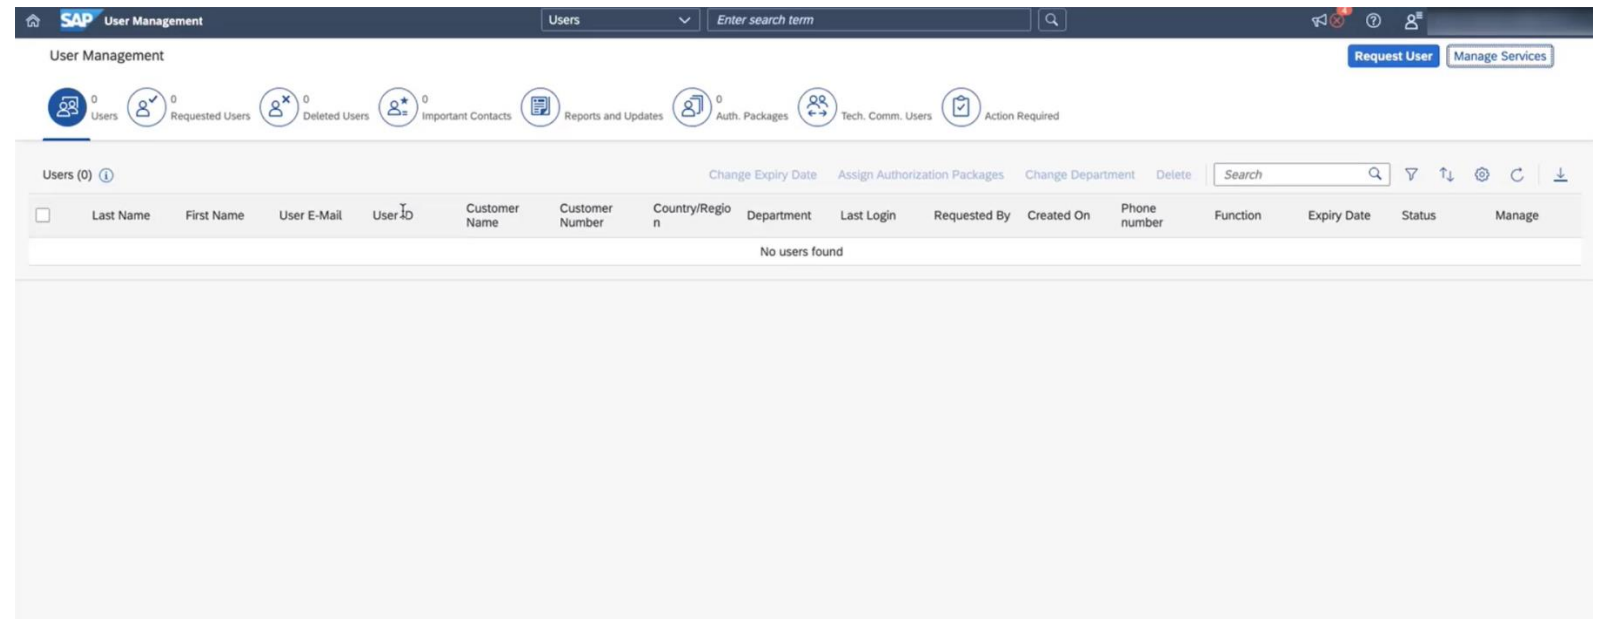 SAP User Management Users Enter search term 4
User Management Request User Manage Services
0 Users 0 Requested Users 0 Deleted Users 0 Important Contacts Reports and Updates 0 Auth. Packages Tech. Comm. Users Action Required
Users (0) Change Expiry Date Assign Authorization Packages Change Department Delete Search
Last Name First Name User E-Mail User ID Customer Name Customer Number Country/Region Department Last Login Requested By Created On Phone number Function Expiry Date Status Manage
No users found